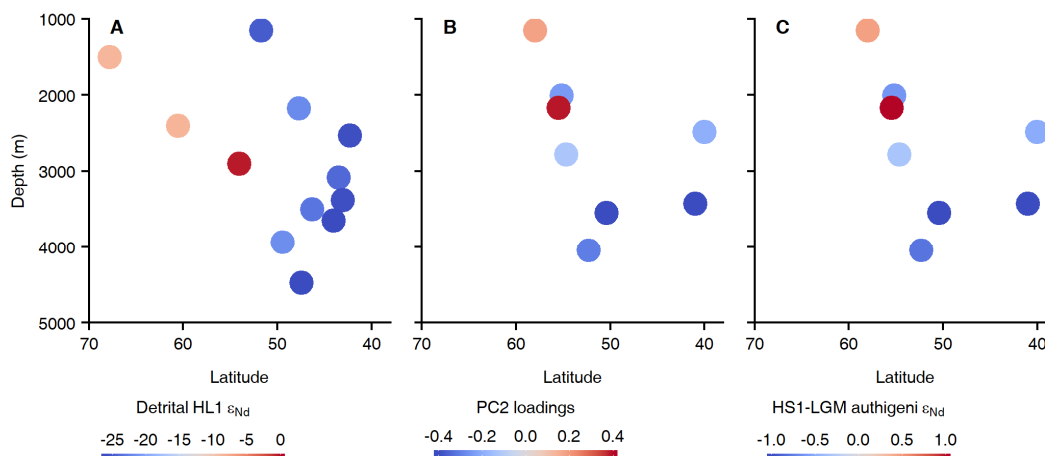 A B C
1000
2000
3000
4000
5000
Depth (m)
70 60 50 40
70 60 50 40
70 60 50 40
Latitude
Latitude
Latitude
Detrital HL1 εNd
-25 -20 -15 -10 -5 0
PC2 loadings
-0.4 -0.2 0.0 0.2 0.4
HS1-LGM authigeni εNd
-1.0 -0.5 0.0 0.5 1.0